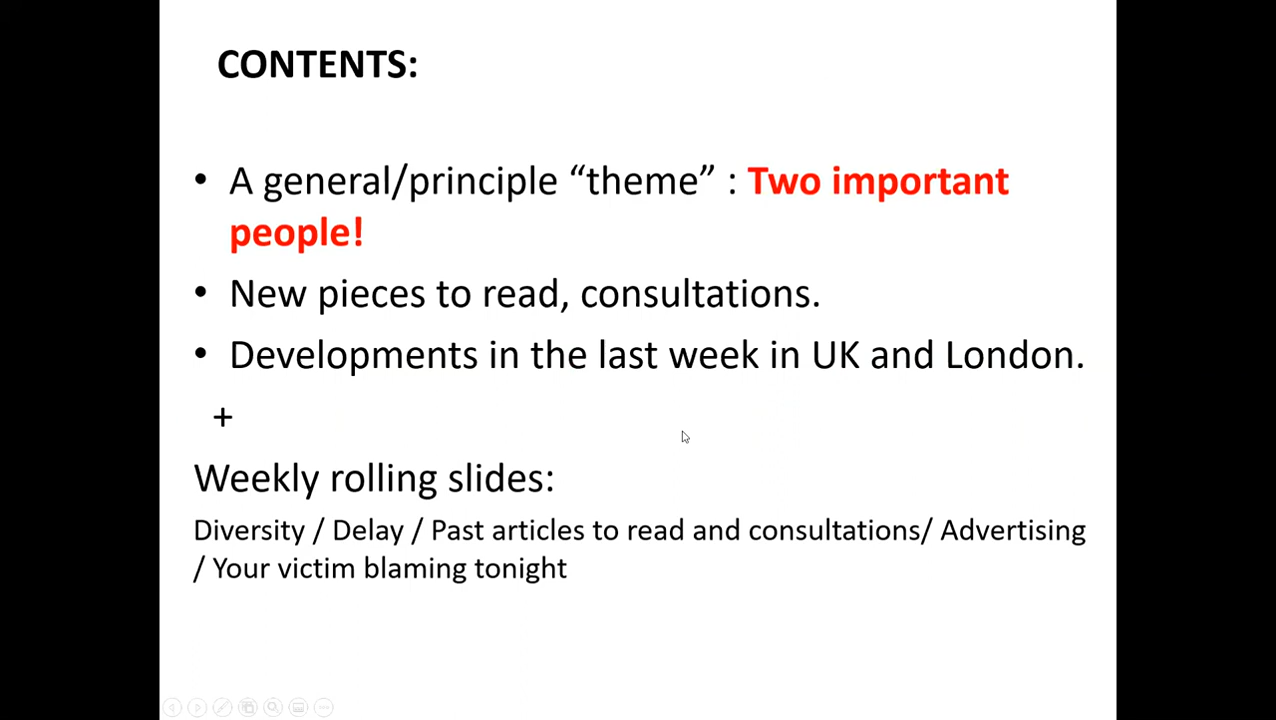 CONTENTS:
• A general/principle “theme” : Two important
people!
• New pieces to read, consultations.
• Developments in the last week in UK and London.
+
Weekly rolling slides:
Diversity / Delay / Past articles to read and consultations/ Advertising
/ Your victim blaming tonight